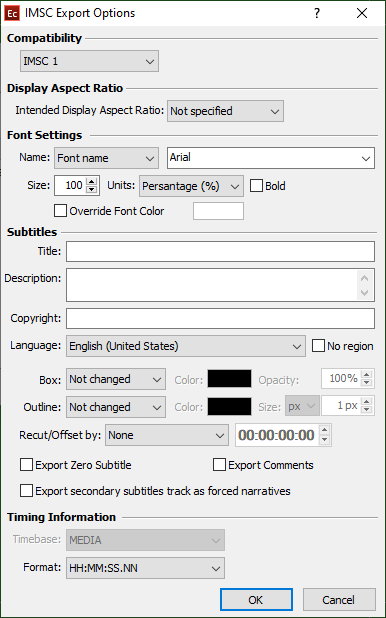 Ec IMSC Export Options ?
Compatibility
IMSC 1
Display Aspect Ratio
Intended Display Aspect Ratio: Not specified
Font Settings
Name: Font name Arial
Size: 100 Units: Persantage (%) Bold
Override Font Color
Subtitles
Title:
Description:
Copyright:
Language: English (United States) No region
Box: Not changed Color: Opacity: 100%
Outline: Not changed Color: Size: px 1 px
Recut/Offset by: None 00:00:00:00
Export Zero Subtitle Export Comments
Export secondary subtitles track as forced narratives
Timing Information
Timebase: MEDIA
Format: HH:MM:SS.NN
OK Cancel